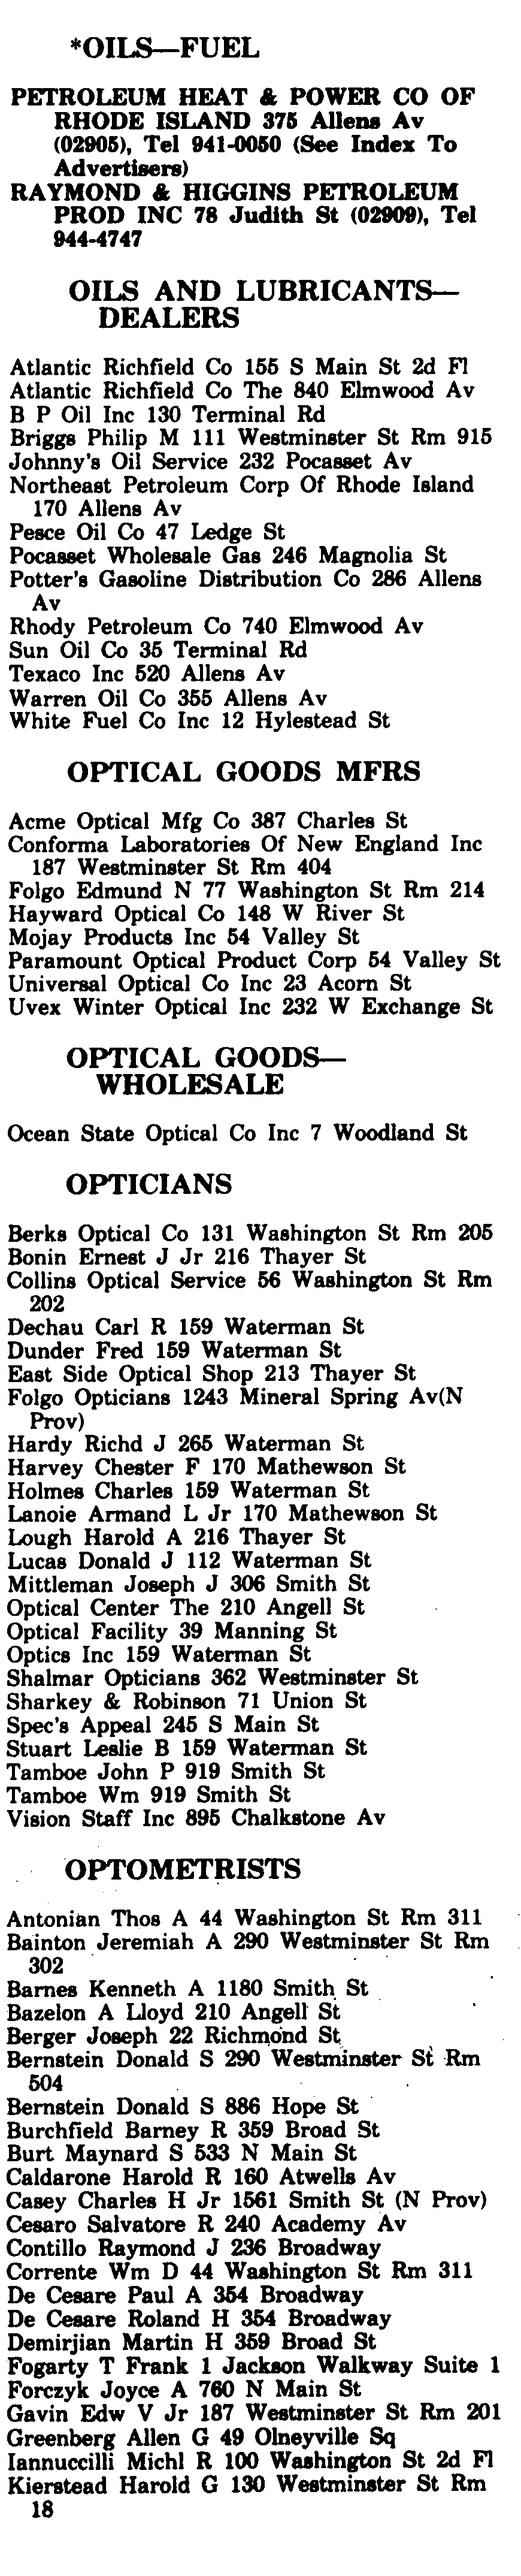 *OILS—FUEL
PETROLEUM HEAT & POWER CO OF
RHODE ISLAND 375 Allens Av
(02905), Tel 941-0050 (See Index To
Advertisers)
RAYMOND & HIGGINS PETROLEUM
PROD INC 78 Judith St (02909), Tel
944-4747
OILS AND LUBRICANTS—
DEALERS
Atlantic Richfield Co 155 S Main St 2d Fl
Atlantic Richfield Co The 840 Elmwood Av
B P Oil Inc 130 Terminal Rd
Briggs Philip M 111 Westminster St Rm 915
Johnny's Oil Service 232 Pocasset Av
Northeast Petroleum Corp Of Rhode Island
170 Allens Av
Pesce Oil Co 47 Ledge St
Pocasset Wholesale Gas 246 Magnolia St
Potter's Gasoline Distribution Co 286 Allens
Av
Rhody Petroleum Co 740 Elmwood Av
Sun Oil Co 35 Terminal Rd
Texaco Inc 520 Allens Av
Warren Oil Co 355 Allens Av
White Fuel Co Inc 12 Hylestead St
OPTICAL GOODS MFRS
Acme Optical Mfg Co 387 Charles St
Conforma Laboratories Of New England Inc
187 Westminster St Rm 404
Folgo Edmund N 77 Washington St Rm 214
Hayward Optical Co 148 W River St
Mojay Products Inc 54 Valley St
Paramount Optical Product Corp 54 Valley St
Universal Optical Co Inc 23 Acorn St
Uvex Winter Optical Inc 232 W Exchange St
OPTICAL GOODS—
WHOLESALE
Ocean State Optical Co Inc 7 Woodland St
OPTICIANS
Berks Optical Co 131 Washington St Rm 205
Bonin Ernest J Jr 216 Thayer St
Collins Optical Service 56 Washington St Rm
202
Dechau Carl R 159 Waterman St
Dunder Fred 159 Waterman St
East Side Optical Shop 213 Thayer St
Folgo Opticians 1243 Mineral Spring Av(N
Prov)
Hardy Richd J 265 Waterman St
Harvey Chester F 170 Mathewson St
Holmes Charles 159 Waterman St
Lanoie Armand L Jr 170 Mathewson St
Lough Harold A 216 Thayer St
Lucas Donald J 112 Waterman St
Mittleman Joseph J 306 Smith St
Optical Center The 210 Angell St
Optical Facility 39 Manning St
Optics Inc 159 Waterman St
Shalmar Opticians 362 Westminster St
Sharkey & Robinson 71 Union St
Spec's Appeal 245 S Main St
Stuart Leslie B 159 Waterman St
Tamboe John P 919 Smith St
Tamboe Wm 919 Smith St
Vision Staff Inc 895 Chalkstone Av
OPTOMETRISTS
Antonian Thos A 44 Washington St Rm 311
Bainton Jeremiah A 290 Westminster St Rm
302
Barnes Kenneth A 1180 Smith St
Bazelon A Lloyd 210 Angell St
Berger Joseph 22 Richmond St
Bernstein Donald S 290 Westminster St Rm
504
Bernstein Donald S 886 Hope St
Burchfield Barney R 359 Broad St
Burt Maynard S 533 N Main St
Caldarone Harold R 160 Atwells Av
Casey Charles H Jr 1561 Smith St (N Prov)
Cesaro Salvatore R 240 Academy Av
Contillo Raymond J 236 Broadway
Corrente Wm D 44 Washington St Rm 311
De Cesare Paul A 354 Broadway
De Cesare Roland H 354 Broadway
Demirjian Martin H 359 Broad St
Fogarty T Frank 1 Jackson Walkway Suite 1
Forczyk Joyce A 760 N Main St
Gavin Edw V Jr 187 Westminster St Rm 201
Greenberg Allen G 49 Olneyville Sq
Iannuccilli Michl R 100 Washington St 2d Fl
Kierstead Harold G 130 Westminster St Rm
18